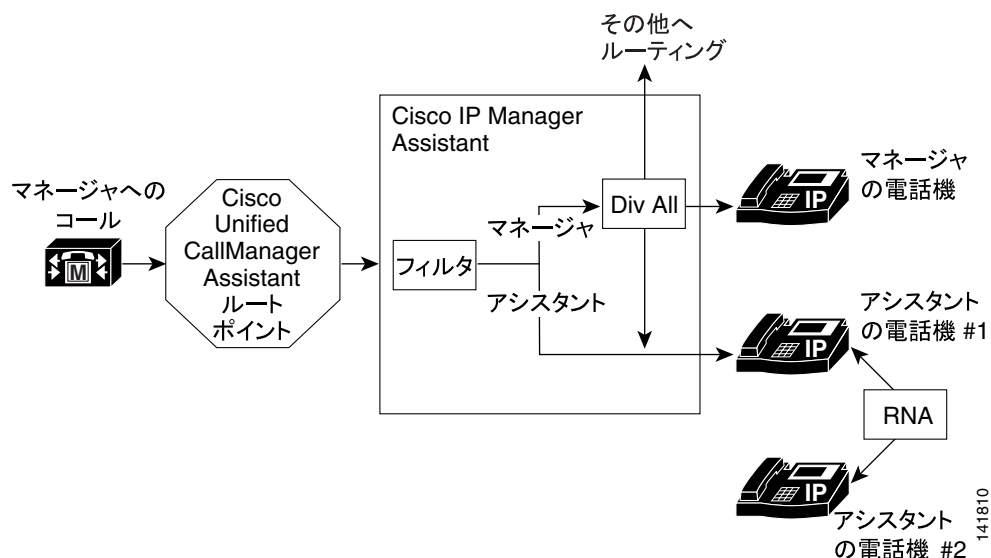 その他へ
ルーティング
Cisco IP Manager
Assistant
マネージャへの
コール
M
Cisco
Unified
CallManager
Assistant
ルート
ポイント
フィルタ
マネージャ
アシスタント
Div All
IP
マネージャ
の電話機
IP
アシスタント
の電話機 #1
RNA
IP
アシスタント
の電話機 #2
141810